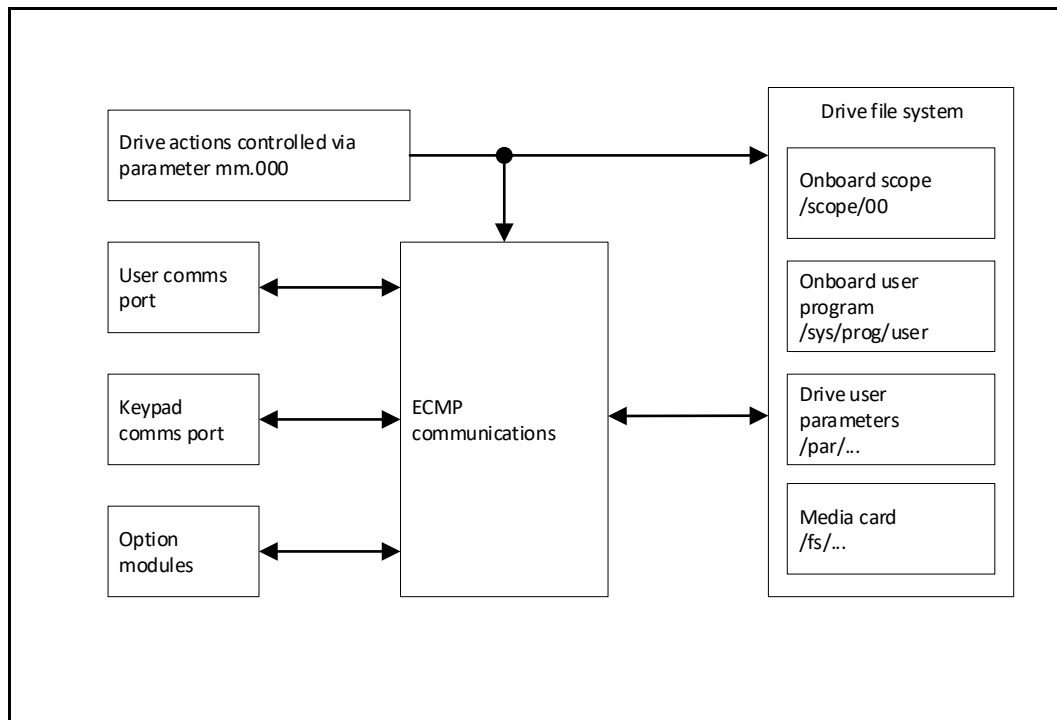 Drive actions controlled via
parameter mm.000
User comms
port
Keypad
comms port
Option
modules
ECMP
communications
Drive file system
Onboard scope
/scope/00
Onboard user
program
/sys/prog/user
Drive user
parameters
/par/...
Media card
/fs/...